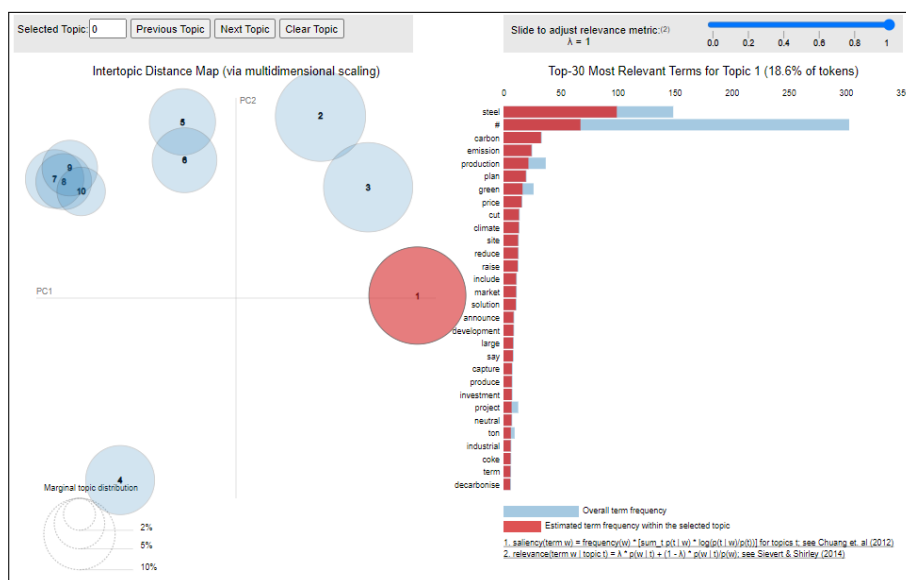 Selected Topic: 0 Previous Topic Next Topic Clear Topic
Slide to adjust relevance metric:(2)
λ = 1
0.0 0.2 0.4 0.6 0.8 1
Intertopic Distance Map (via multidimensional scaling)
PC2
PC1
5
2
6
3
9
7
8
10
1
4
Marginal topic distribution
2%
5%
10%
Top-30 Most Relevant Terms for Topic 1 (18.6% of tokens)
0 50 100 150 200 250 300 350
steel
#
carbon
emission
production
plan
green
price
cut
climate
site
reduce
raise
include
market
solution
announce
development
large
say
capture
produce
investment
project
neutral
ton
industrial
coke
term
decarbonise
Overall term frequency
Estimated term frequency within the selected topic
1. saliency(term w) = frequency(w) * [sum_t p(t | w) * log(p(t | w)/p(t))] for topics t; see Chuang et. al (2012)
2. relevance(term w | topic t) = λ * p(w | t) + (1 - λ) * p(w | t)/p(w); see Sievert & Shirley (2014)